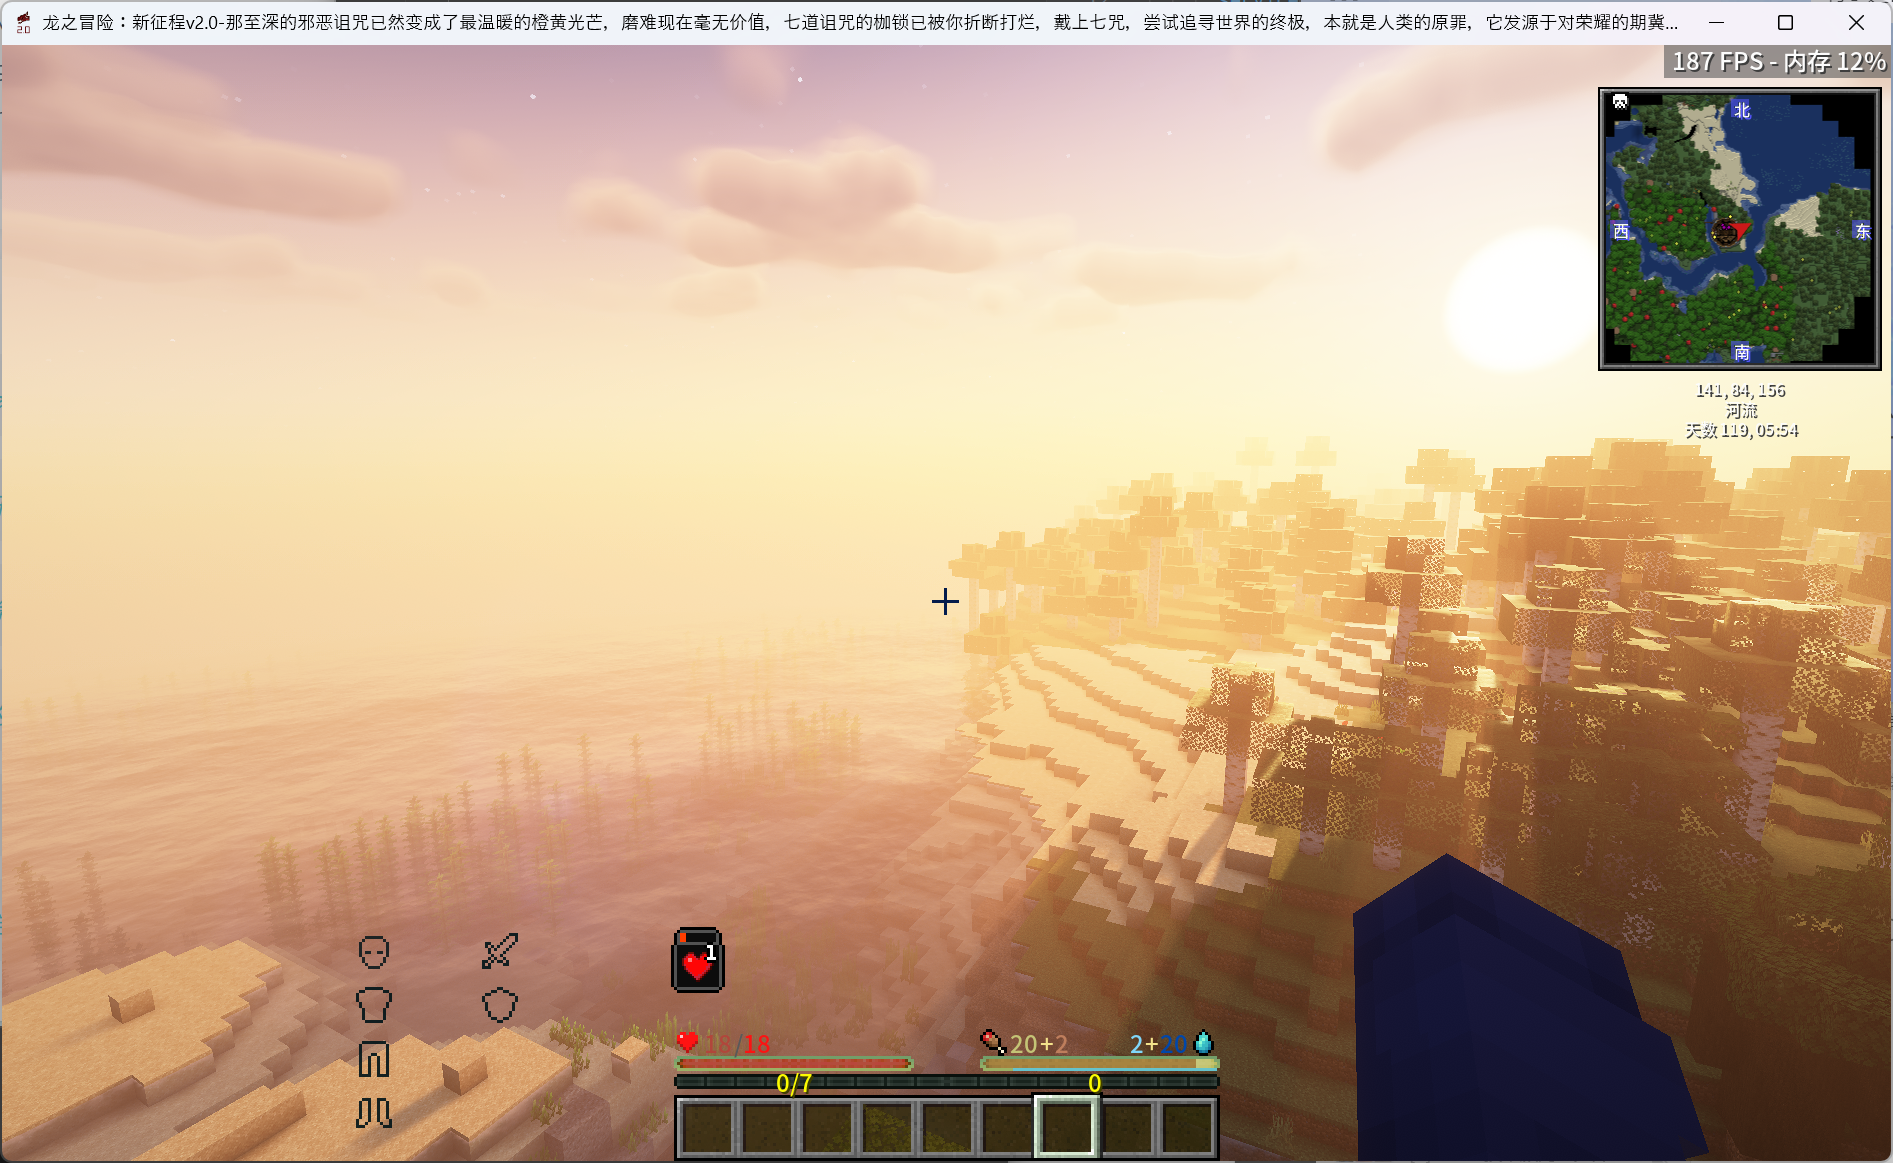 2.0 龙之冒险：新征程v2.0-那至深的邪恶诅咒已然变成了最温暖的橙黄光芒，磨难现在毫无价值，七道诅咒的枷锁已被你折断打烂，戴上七咒，尝试追寻世界的终极，本就是人类的原罪，它发源于对荣耀的期冀...
187 FPS - 内存 12%
北
西
东
南
141, 84, 156
河流
天数 119, 05:54
1
18/18
20+2
2+20
0/7
0